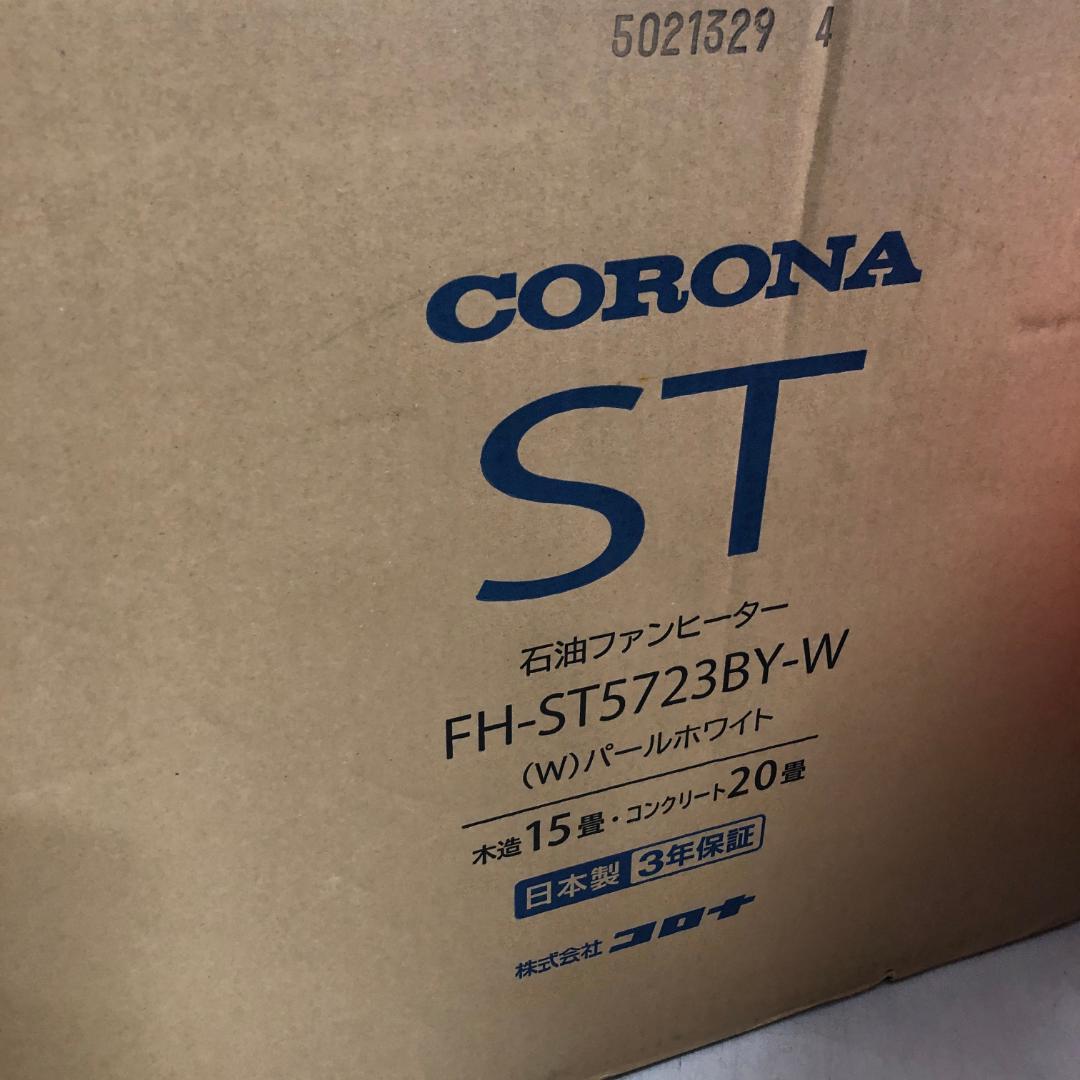 5021329 4
CORONA
ST
石油ファンヒーター
FH-ST5723BY-W
(W)パールホワイト
木造15畳・コンクリート20畳
日本製 3年保証
株式会社 コロナ